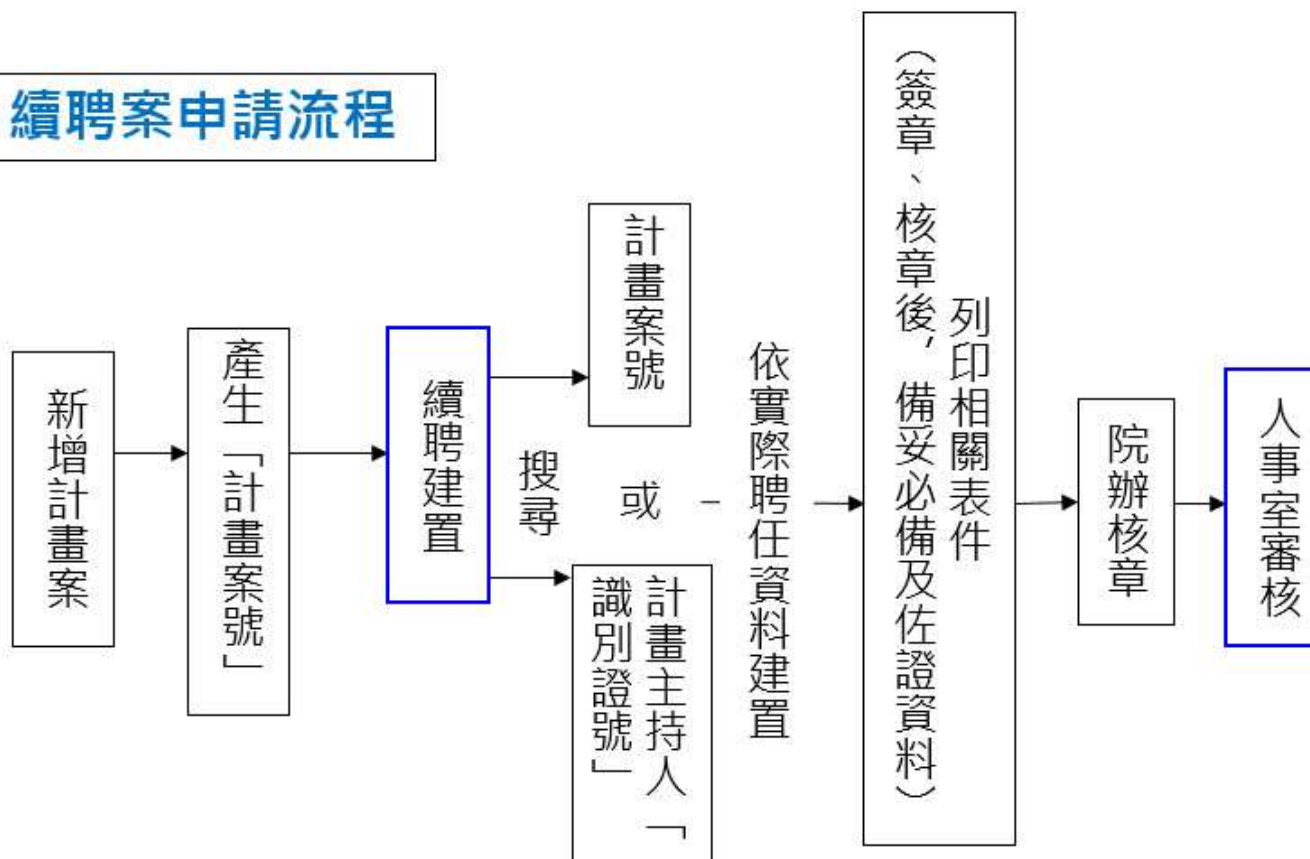 續聘案申請流程
新增計畫案
產生「計畫案號」
續聘建置
搜尋
計畫案號
或
計畫主持人「
識別證號」
依實際聘任資料建置
列印相關表件
(簽章、核章後, 備妥必備及佐證資料)
院辦核章
人事室審核